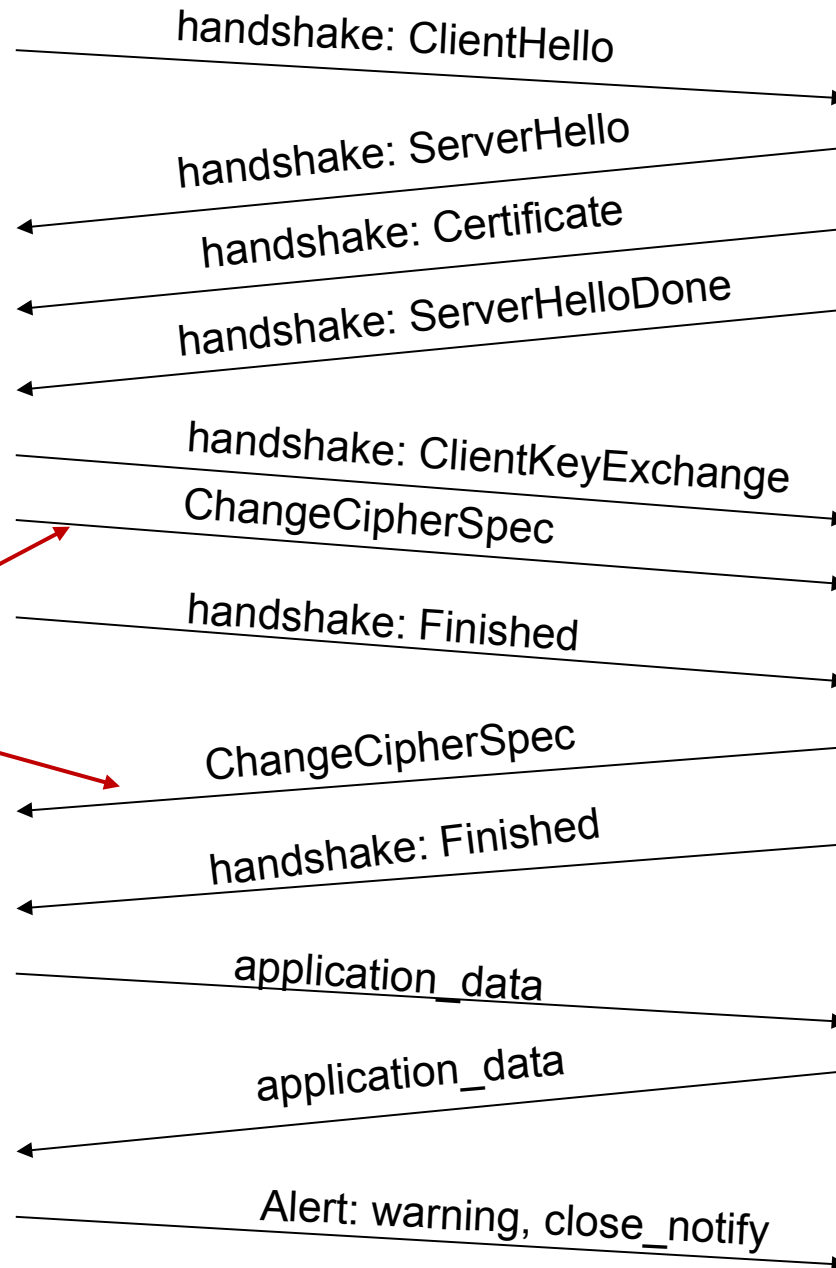 handshake: ClientHello
handshake: ServerHello
handshake: Certificate
handshake: ServerHelloDone
handshake: ClientKeyExchange
ChangeCipherSpec
handshake: Finished
ChangeCipherSpec
handshake: Finished
application_data
application_data
Alert: warning, close_notify